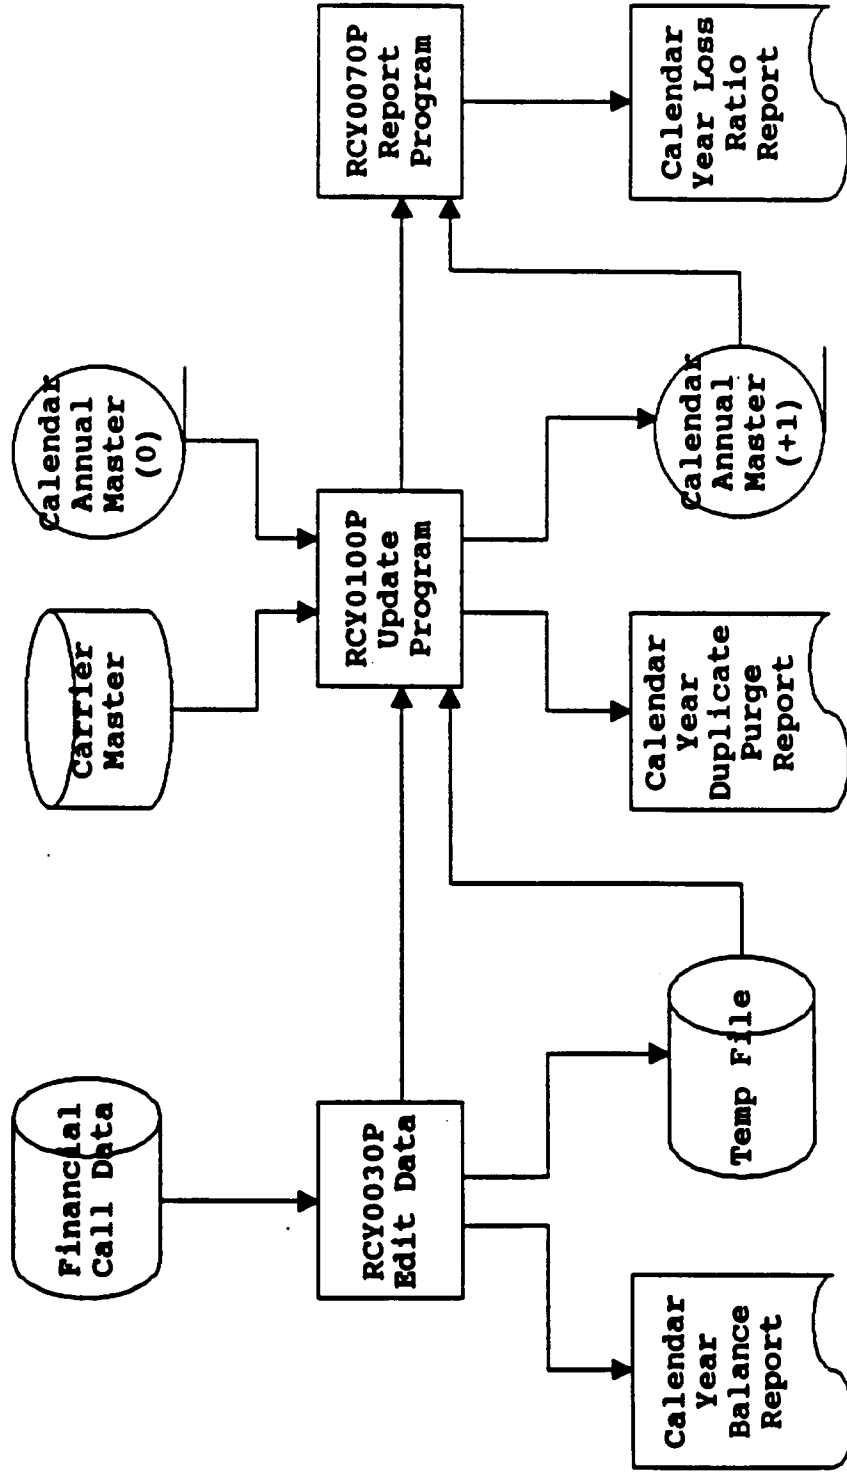 Financial
Call Data
Carrier
Master
Calendar
Annual
Master
(0)
RCY0030P
Edit Data
RCY0100P
Update
Program
RCY0070P
Report
Program
Calendar
Year
Balance
Report
Temp File
Calendar
Year
Duplicate
Purge
Report
Calendar
Annual
Master
(+1)
Calendar
Year Loss
Ratio
Report